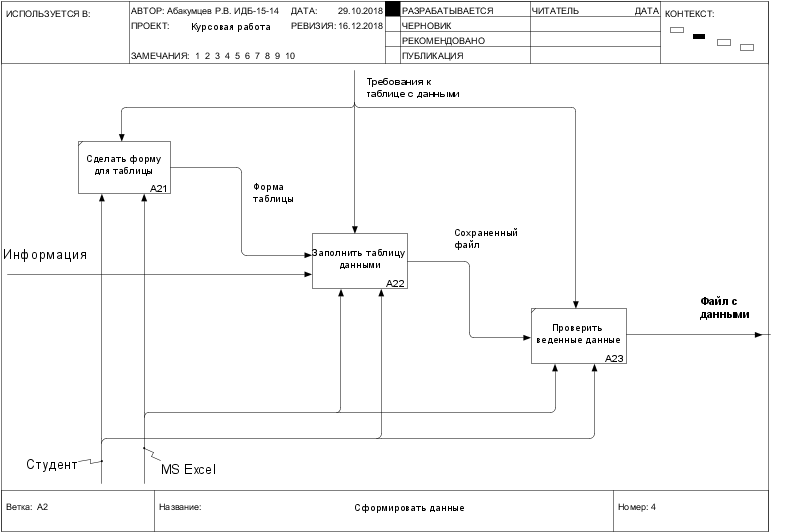 ИСПОЛЬЗУЕТСЯ В:
АВТОР: Абакумцев Р.В. ИДБ-15-14
ДАТА: 29.10.2018
РАЗРАБАТЫВАЕТСЯ
ЧИТАТЕЛЬ
ДАТА
КОНТЕКСТ:
ПРОЕКТ: Курсовая работа
РЕВИЗИЯ: 16.12.2018
ЧЕРНОВИК
РЕКОМЕНДОВАНО
ЗАМЕЧАНИЯ: 1 2 3 4 5 6 7 8 9 10
ПУБЛИКАЦИЯ
Требования к
таблице с данными
Сделать форму
для таблицы
A21
Форма
таблицы
Информация
Заполнить таблицу
данными
A22
Сохраненный
файл
Проверить
веденные данные
A23
Файл с
данными
Студент
MS Excel
Ветка: A2
Название:
Сформировать данные
Номер: 4